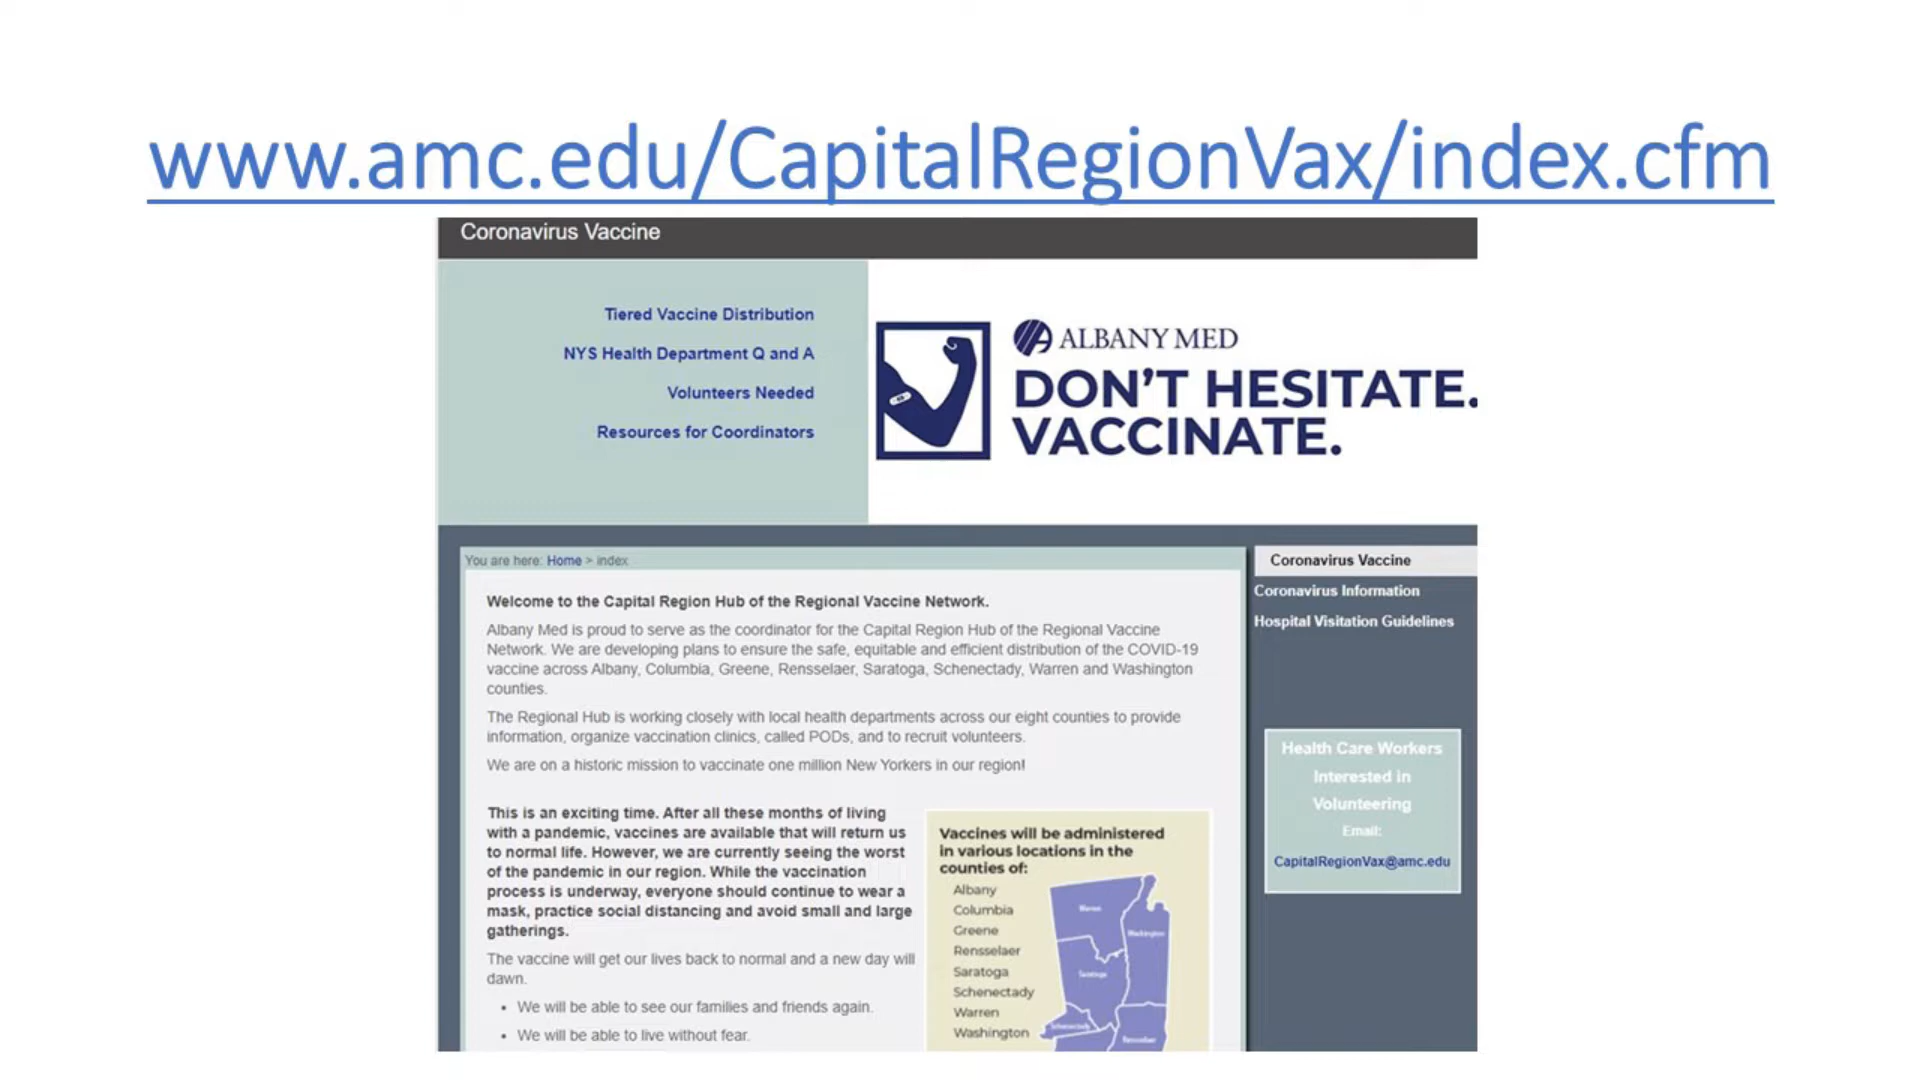 www.amc.edu/CapitalRegionVax/index.cfm
Coronavirus Vaccine
Tiered Vaccine Distribution
NYS Health Department Q and A
Volunteers Needed
Resources for Coordinators
ALBANY MED
DON'T HESITATE.
VACCINATE.
You are here: Home > index
Welcome to the Capital Region Hub of the Regional Vaccine Network.
Albany Med is proud to serve as the coordinator for the Capital Region Hub of the Regional Vaccine
Network. We are developing plans to ensure the safe, equitable and efficient distribution of the COVID-19
vaccine across Albany, Columbia, Greene, Rensselaer, Saratoga, Schenectady, Warren and Washington
counties.
The Regional Hub is working closely with local health departments across our eight counties to provide
information, organize vaccination clinics, called PODs, and to recruit volunteers.
We are on a historic mission to vaccinate one million New Yorkers in our region!
This is an exciting time. After all these months of living
with a pandemic, vaccines are available that will return us
to normal life. However, we are currently seeing the worst
of the pandemic in our region. While the vaccination
process is underway, everyone should continue to wear a
mask, practice social distancing and avoid small and large
gatherings.
The vaccine will get our lives back to normal and a new day will
dawn.
• We will be able to see our families and friends again.
• We will be able to live without fear.
Vaccines will be administered
in various locations in the
counties of:
Albany
Columbia
Greene
Rensselaer
Saratoga
Schenectady
Warren
Washington
Warren
Washington
Saratoga
Schenectady
Rensselaer
Coronavirus Vaccine
Coronavirus Information
Hospital Visitation Guidelines
Health Care Workers
Interested in
Volunteering
Email:
CapitalRegionVax@amc.edu